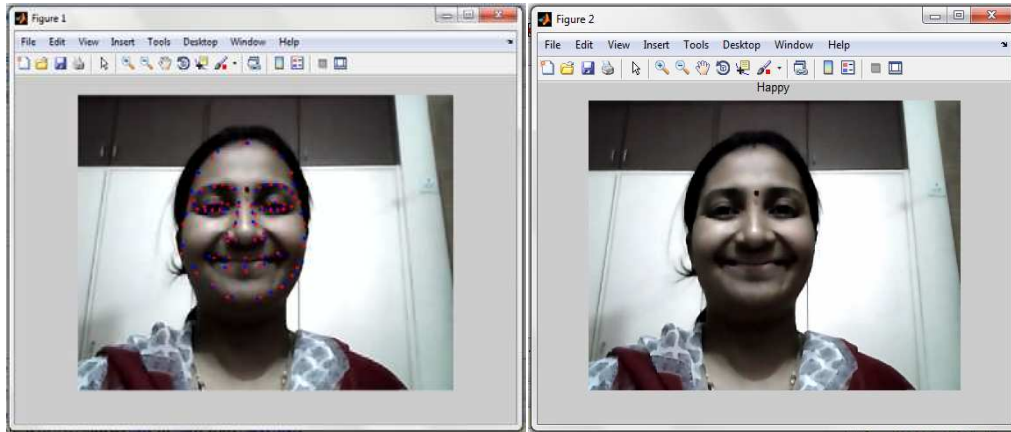 Figure 1
File Edit View Insert Tools Desktop Window Help
Figure 2
File Edit View Insert Tools Desktop Window Help
Happy